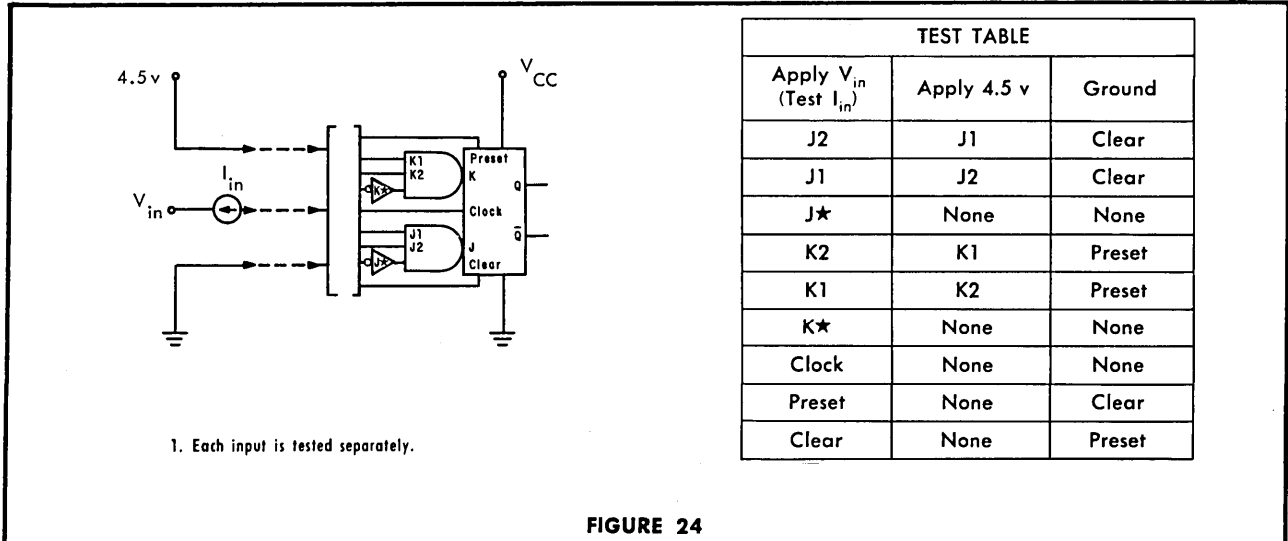 4.5v
V_CC
I_in
V_in
Preset
K1
K2
K
K★
Q
Clock
J1
J2
J
Q̅
J★
Clear
1. Each input is tested separately.
TEST TABLE
Apply V_in (Test I_in) Apply 4.5 v Ground
J2 J1 Clear
J1 J2 Clear
J★ None None
K2 K1 Preset
K1 K2 Preset
K★ None None
Clock None None
Preset None Clear
Clear None Preset
FIGURE 24